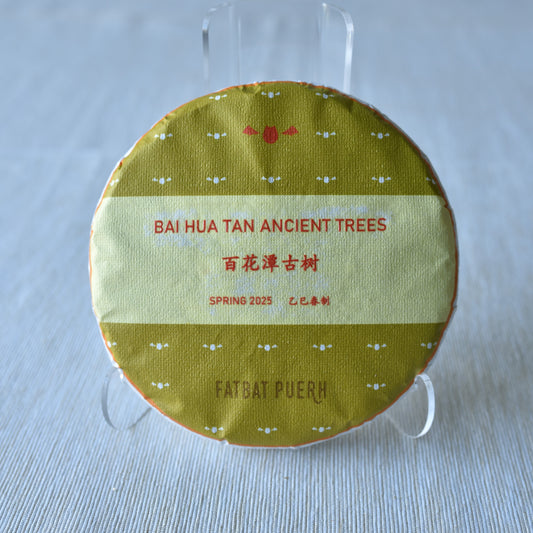 BAI HUA TAN ANCIENT TREES
百花潭古树
SPRING 2025 乙巳春制
FATBAT PUERH